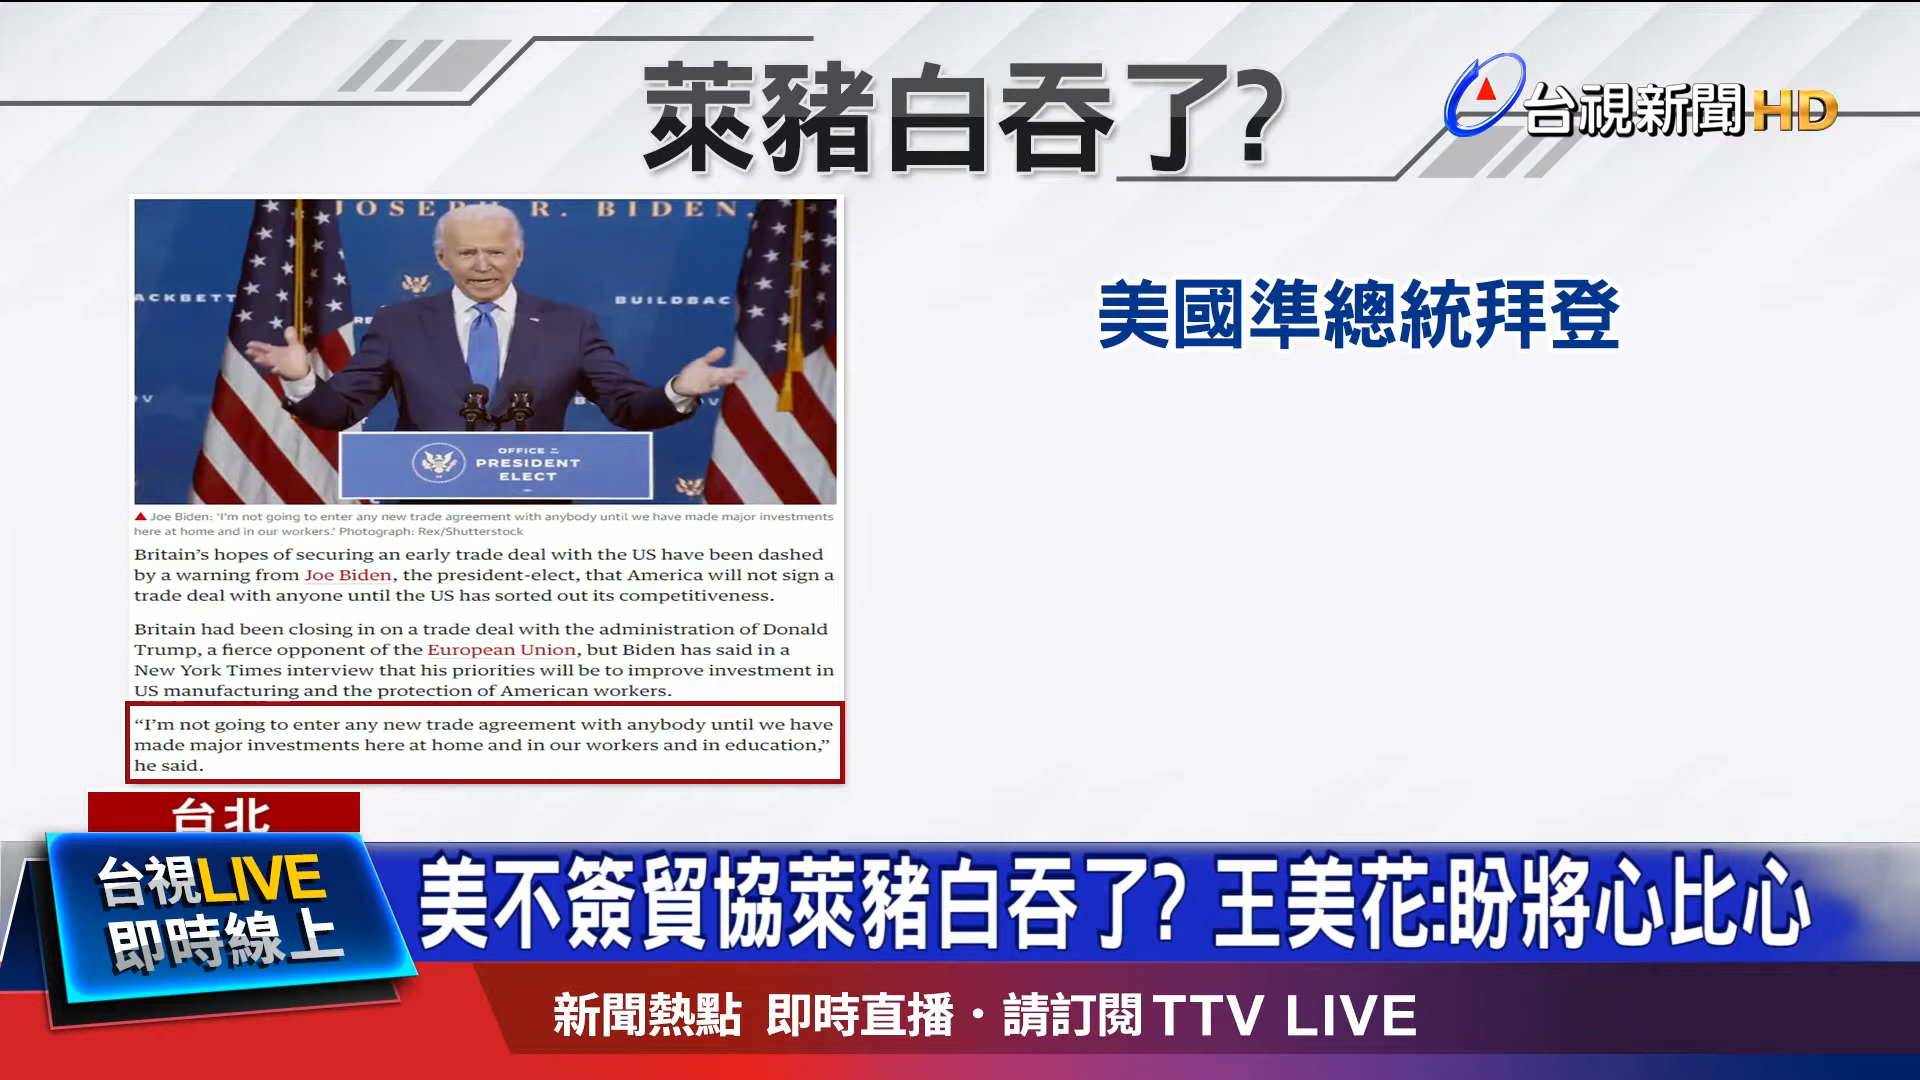 萊豬白吞了?
台視新聞HD
JOSEPH R. BIDEN,
ACKBETT
BUILDBAC
OFFICE OF THE
PRESIDENT
ELECT
美國準總統拜登
Joe Biden: ‘I’m not going to enter any new trade agreement with anybody until we have made major investments
here at home and in our workers.’ Photograph: Rex/Shutterstock
Britain’s hopes of securing an early trade deal with the US have been dashed
by a warning from Joe Biden, the president-elect, that America will not sign a
trade deal with anyone until the US has sorted out its competitiveness.
Britain had been closing in on a trade deal with the administration of Donald
Trump, a fierce opponent of the European Union, but Biden has said in a
New York Times interview that his priorities will be to improve investment in
US manufacturing and the protection of American workers.
“I’m not going to enter any new trade agreement with anybody until we have
made major investments here at home and in our workers and in education,”
he said.
台北
台視LIVE
即時線上
美不簽貿協萊豬白吞了? 王美花:盼將心比心
新聞熱點 即時直播・請訂閱TTV LIVE